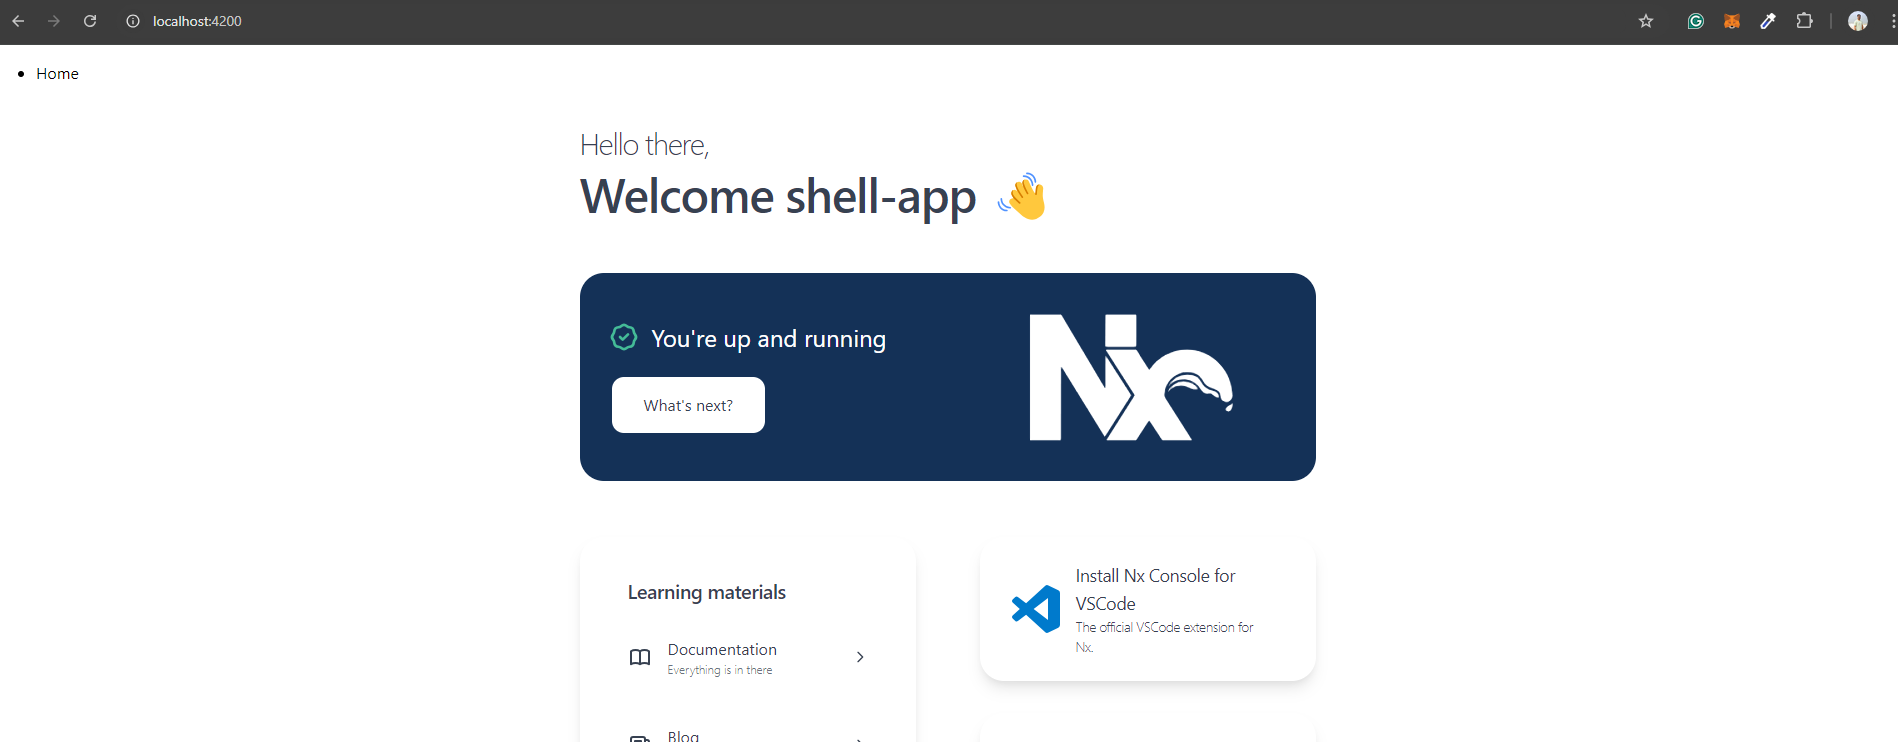 localhost:4200
Home
Hello there,
Welcome shell-app
You're up and running
What's next?
Nx
Learning materials
Documentation
Everything is in there
Blog
Install Nx Console for
VSCode
The official VSCode extension for
Nx.